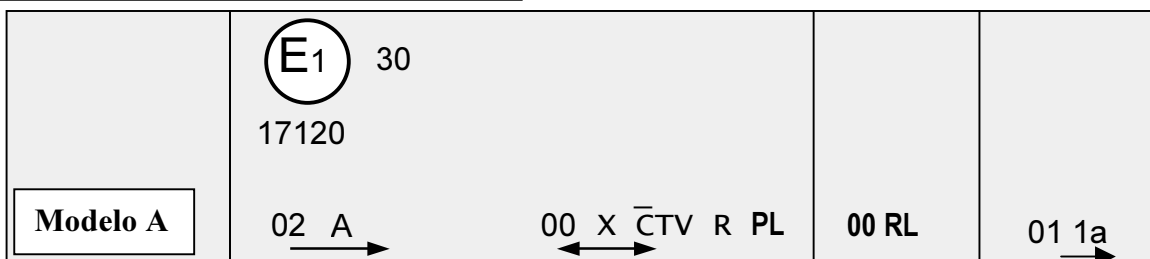 E1 30
17120
Modelo A
02 A 00 X C̅TV R PL 00 RL 01 1a